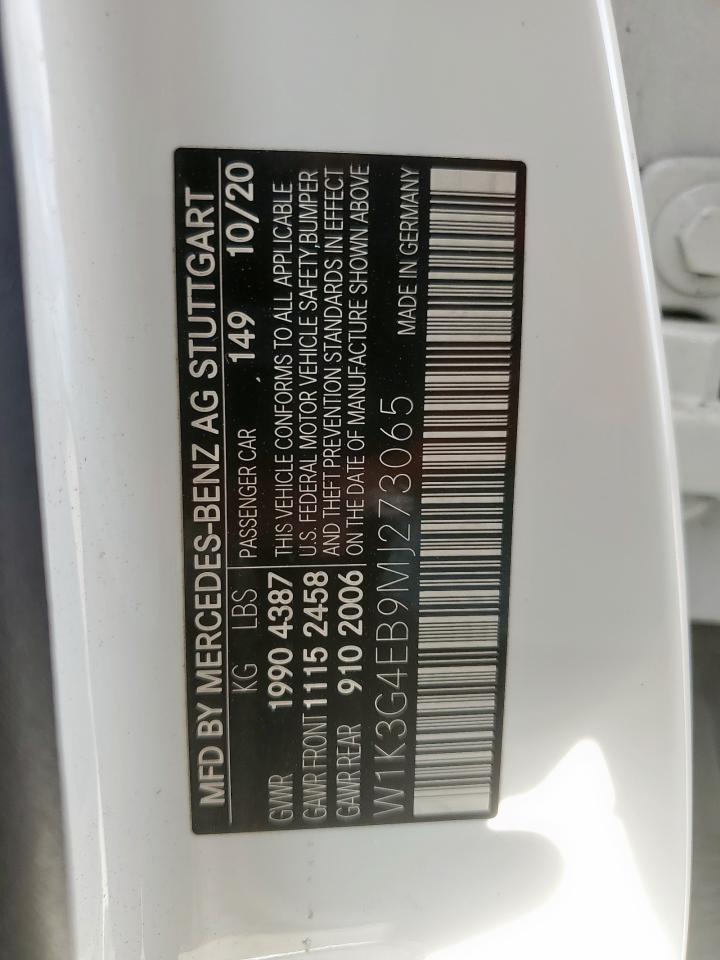 MFD BY MERCEDES-BENZ AG STUTTGART
KG LBS PASSENGER CAR 149 10/20
GVWR 1990 4387 THIS VEHICLE CONFORMS TO ALL APPLICABLE
GAWR FRONT 1115 2458 U.S. FEDERAL MOTOR VEHICLE SAFETY,BUMPER
AND THEFT PREVENTION STANDARDS IN EFFECT
GAWR REAR 910 2006 ON THE DATE OF MANUFACTURE SHOWN ABOVE
W1K3G4EB9MJ273065 MADE IN GERMANY